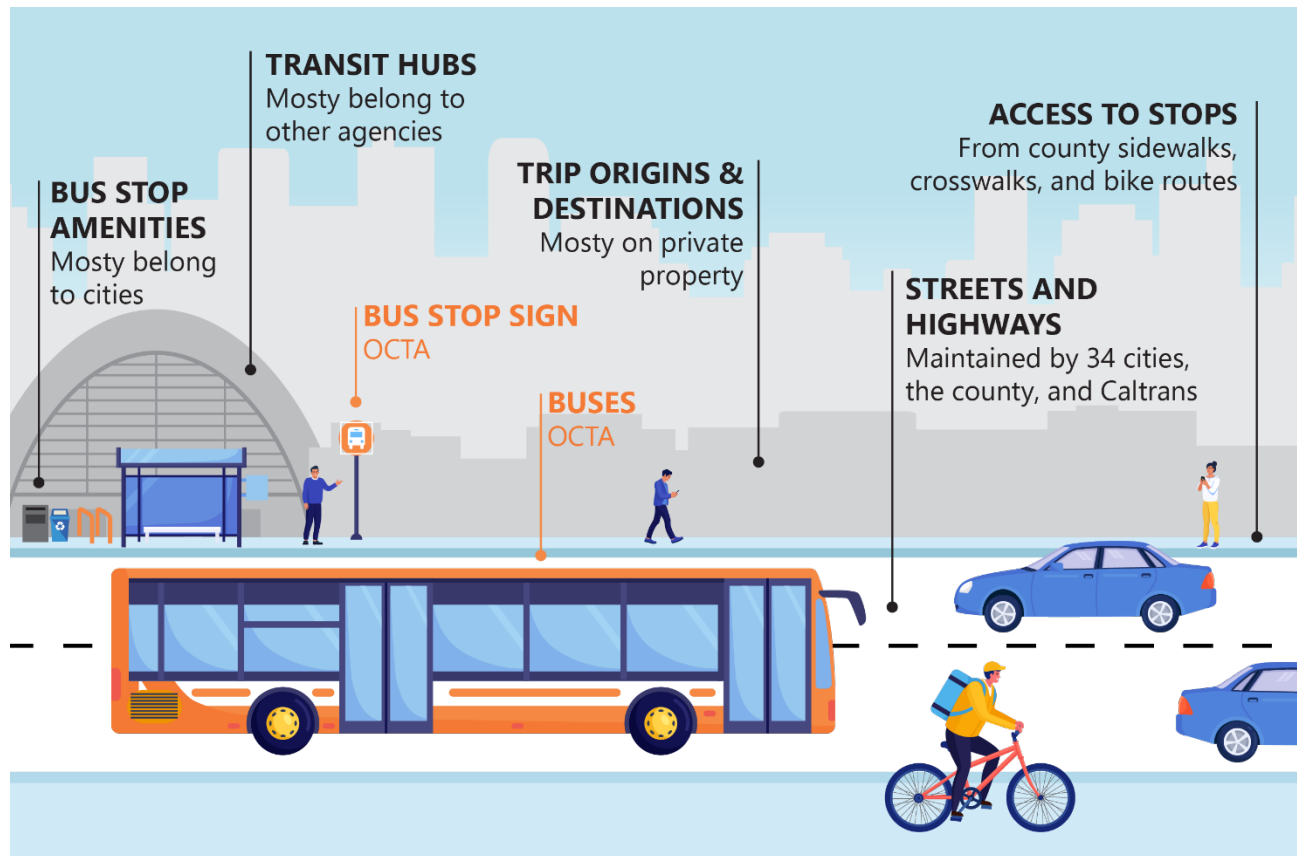 TRANSIT HUBS
Mosty belong to
other agencies
BUS STOP
AMENITIES
Mosty belong
to cities
BUS STOP SIGN
OCTA
BUSES
OCTA
TRIP ORIGINS &
DESTINATIONS
Mosty on private
property
ACCESS TO STOPS
From county sidewalks,
crosswalks, and bike routes
STREETS AND
HIGHWAYS
Maintained by 34 cities,
the county, and Caltrans